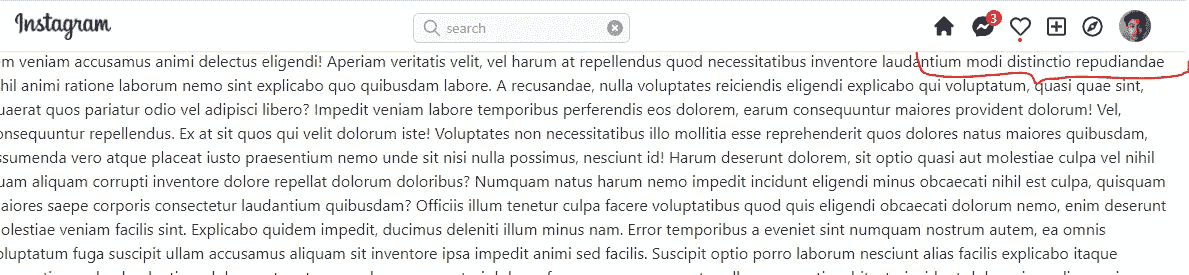 Instagram
search
3
m veniam accusamus animi delectus eligendi! Aperiam veritatis velit, vel harum at repellendus quod necessitatibus inventore laudantium modi distinctio repudiandae
hil animi ratione laborum nemo sint explicabo quo quibusdam labore. A recusandae, nulla voluptates reiciendis eligendi explicabo qui voluptatum, quasi quae sint,
uaerat quos pariatur odio vel adipisci libero? Impedit veniam labore temporibus perferendis eos dolorem, earum consequuntur maiores provident dolorum! Vel,
onsequuntur repellendus. Ex at sit quos qui velit dolorum iste! Voluptates non necessitatibus illo mollitia esse reprehenderit quos dolores natus maiores quibusdam,
ssumenda vero atque placeat iusto praesentium nemo unde sit nisi nulla possimus, nesciunt id! Harum deserunt dolorem, sit optio quasi aut molestiae culpa vel nihil
uam aliquam corrupti inventore dolore repellat dolorum doloribus? Numquam natus harum nemo impedit incidunt eligendi minus obcaecati nihil est culpa, quisquam
aiores saepe corporis consectetur laudantium quibusdam? Officiis illum tenetur culpa facere voluptatibus quod quis eligendi obcaecati dolorum nemo, enim deserunt
olestiae veniam facilis sint. Explicabo quidem impedit, ducimus deleniti illum minus nam. Error temporibus a eveniet sint numquam nostrum autem, ea omnis
oluptatum fuga suscipit ullam accusamus aliquam sit inventore ipsa impedit animi sed facilis. Suscipit optio porro laborum nesciunt alias facilis explicabo itaque